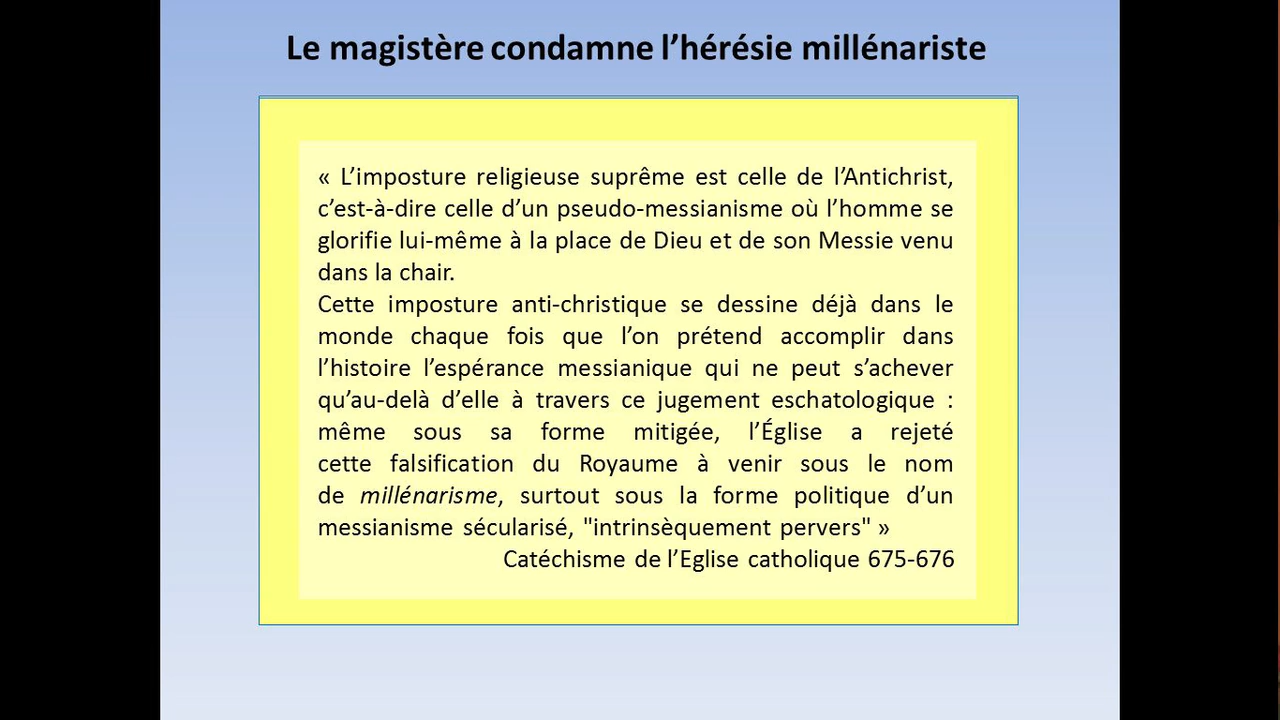 Le magistère condamne l’hérésie millénariste
« L’imposture religieuse suprême est celle de l’Antichrist,
c’est-à-dire celle d’un pseudo-messianisme où l’homme se
glorifie lui-même à la place de Dieu et de son Messie venu
dans la chair.
Cette imposture anti-christique se dessine déjà dans le
monde chaque fois que l’on prétend accomplir dans
l’histoire l’espérance messianique qui ne peut s’achever
qu’au-delà d’elle à travers ce jugement eschatologique :
même sous sa forme mitigée, l’Église a rejeté
cette falsification du Royaume à venir sous le nom
de millénarisme, surtout sous la forme politique d’un
messianisme sécularisé, "intrinsèquement pervers" »
Catéchisme de l’Eglise catholique 675-676